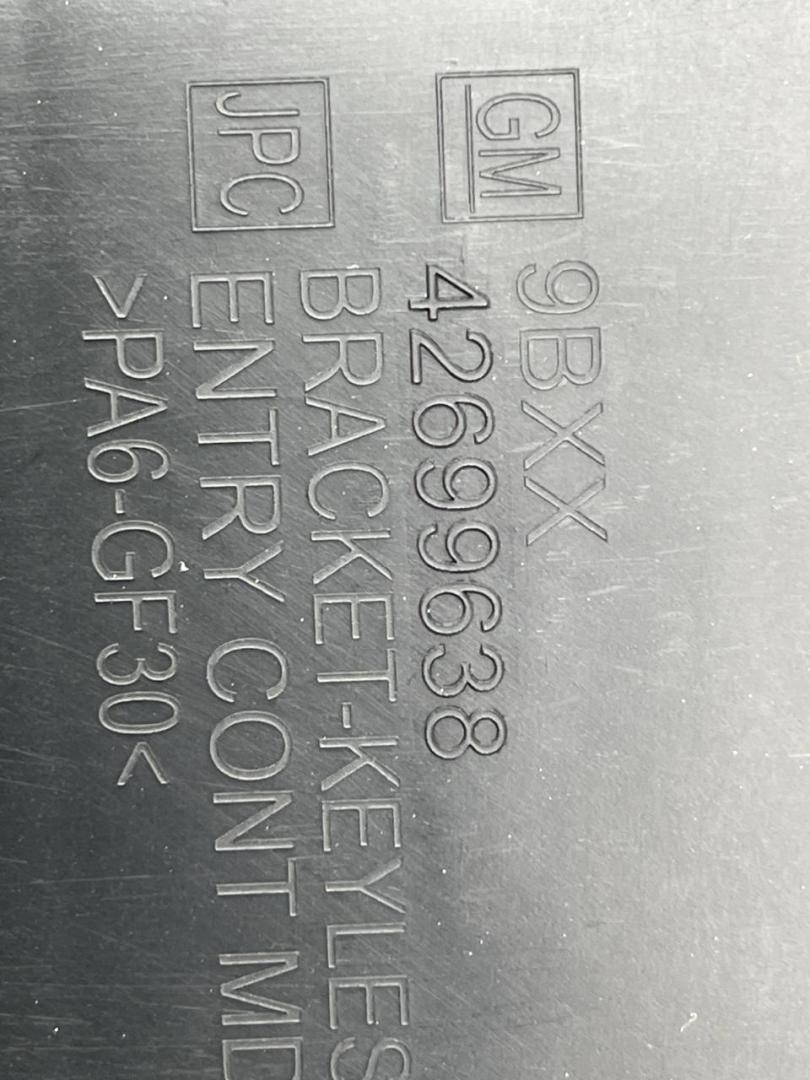 GM
9BXX
42699638
BRACKET-KEYLES
JPC
ENTRY CONT MD
>PA6-GF30<